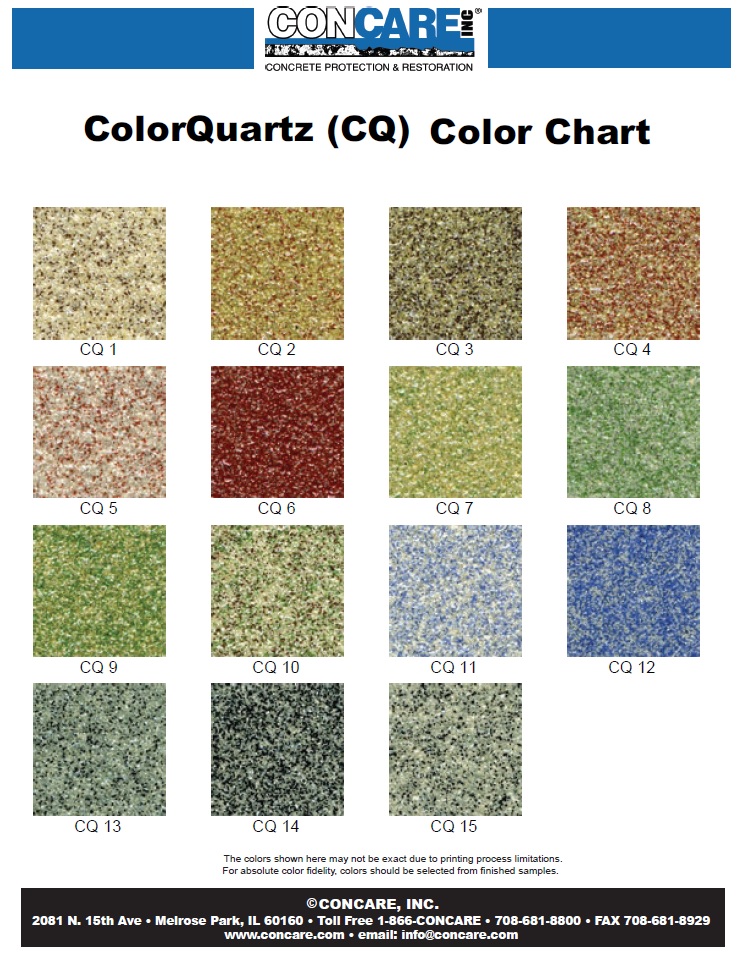 CONCARE INC®
CONCRETE PROTECTION & RESTORATION
ColorQuartz (CQ) Color Chart
CQ 1 CQ 2 CQ 3 CQ 4
CQ 5 CQ 6 CQ 7 CQ 8
CQ 9 CQ 10 CQ 11 CQ 12
CQ 13 CQ 14 CQ 15
The colors shown here may not be exact due to printing process limitations.
For absolute color fidelity, colors should be selected from finished samples.
©CONCARE, INC.
2081 N. 15th Ave • Melrose Park, IL 60160 • Toll Free 1-866-CONCARE • 708-681-8800 • FAX 708-681-8929
www.concare.com • email: info@concare.com